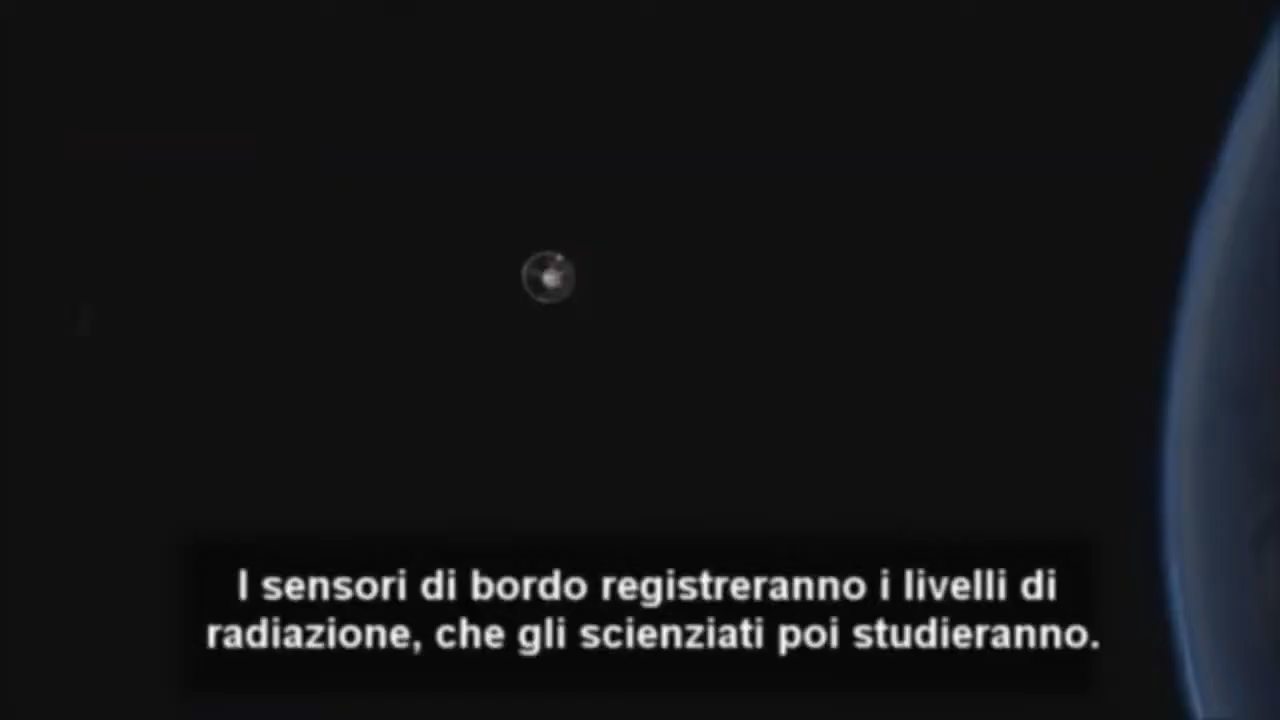 I sensori di bordo registreranno i livelli di
radiazione, che gli scienziati poi studieranno.